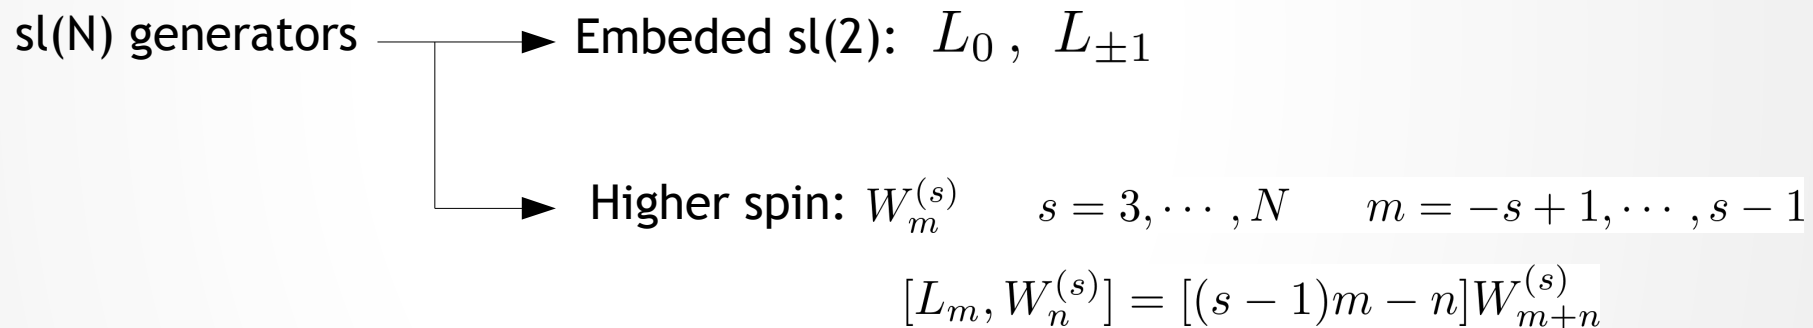 sl(N) generators Embeded sl(2): L_0 , L_{±1}
Higher spin: W_m^{(s)} s = 3, ⋯ , N m = −s + 1, ⋯ , s − 1
[L_m, W_n^{(s)}] = [(s − 1)m − n]W_{m+n}^{(s)}